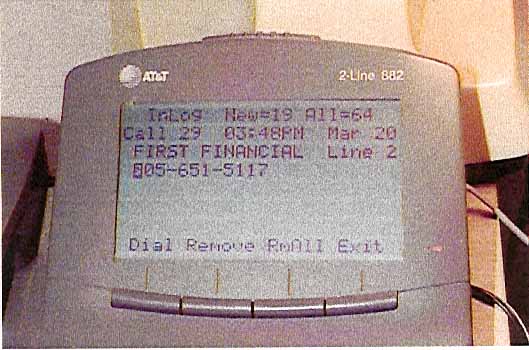 AT&T
2-Line 882
InLog New=19 All=64
Call 29 03:48PM Mar 20
FIRST FINANCIAL Line 2
805-651-5117
Dial Remove RmAll Exit